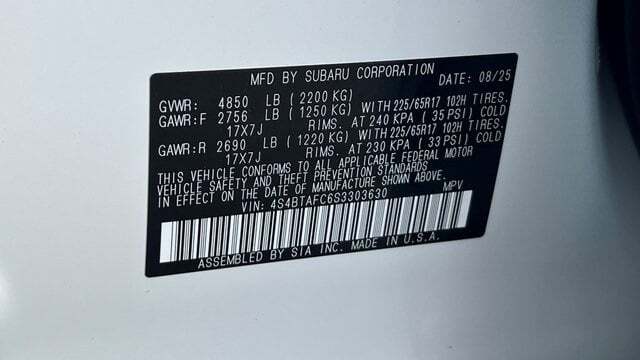 MFD BY SUBARU CORPORATION DATE: 08/25
GVWR: 4850 LB (2200 KG)
GAWR:F 2756 LB (1250 KG) WITH 225/65R17 102H TIRES.
17X7J RIMS. AT 240 KPA (35 PSI) COLD
GAWR:R 2690 LB (1220 KG) WITH 225/65R17 102H TIRES.
17X7J RIMS. AT 230 KPA (33 PSI) COLD
THIS VEHICLE CONFORMS TO ALL APPLICABLE FEDERAL MOTOR
VEHICLE SAFETY AND THEFT PREVENTION STANDARDS
IN EFFECT ON THE DATE OF MANUFACTURE SHOWN ABOVE.
VIN: 4S4BTAFC6S3303630 MPV
ASSEMBLED BY SIA INC. MADE IN U.S.A.